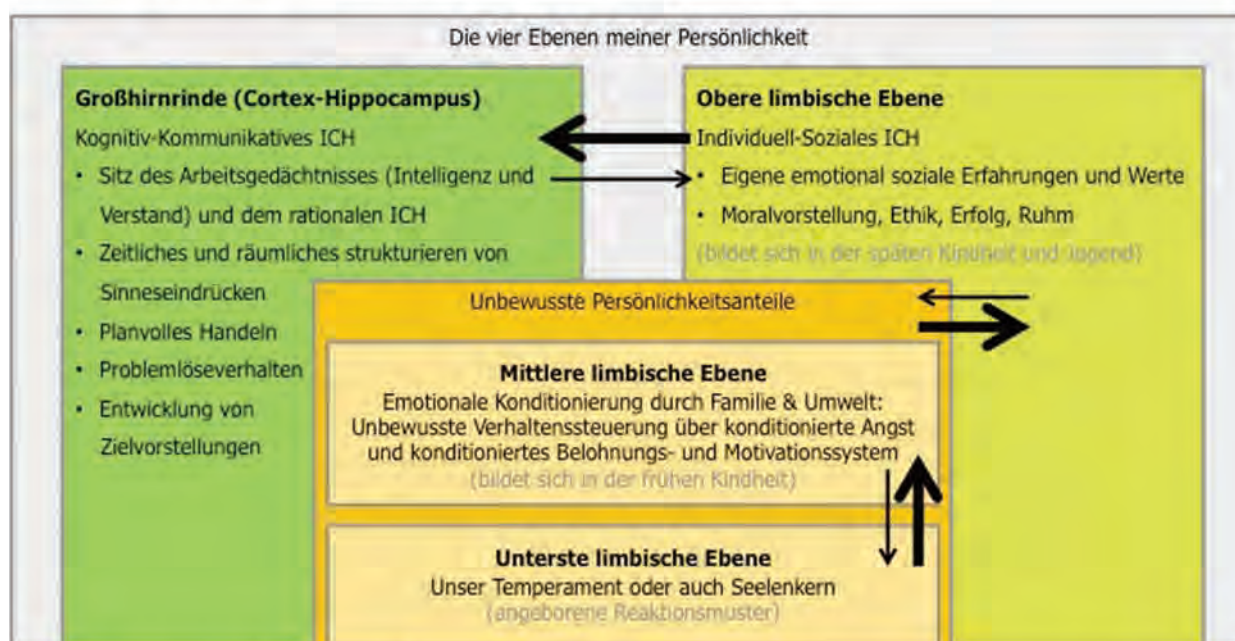 Die vier Ebenen meiner Persönlichkeit
Großhirnrinde (Cortex-Hippocampus)
Kognitiv-Kommunikatives ICH
• Sitz des Arbeitsgedächtnisses (Intelligenz und
Verstand) und dem rationalen ICH
• Zeitliches und räumliches strukturieren von
Sinneseindrücken
• Planvolles Handeln
• Problemlöseverhalten
• Entwicklung von
Zielvorstellungen
Obere limbische Ebene
Individuell-Soziales ICH
• Eigene emotional soziale Erfahrungen und Werte
• Moralvorstellung, Ethik, Erfolg, Ruhm
(bildet sich in der späten Kindheit und Jugend)
Unbewusste Persönlichkeitsanteile
Mittlere limbische Ebene
Emotionale Konditionierung durch Familie & Umwelt:
Unbewusste Verhaltenssteuerung über konditionierte Angst
und konditioniertes Belohnungs- und Motivationssystem
(bildet sich in der frühen Kindheit)
Unterste limbische Ebene
Unser Temperament oder auch Seelenkern
(angeborene Reaktionsmuster)